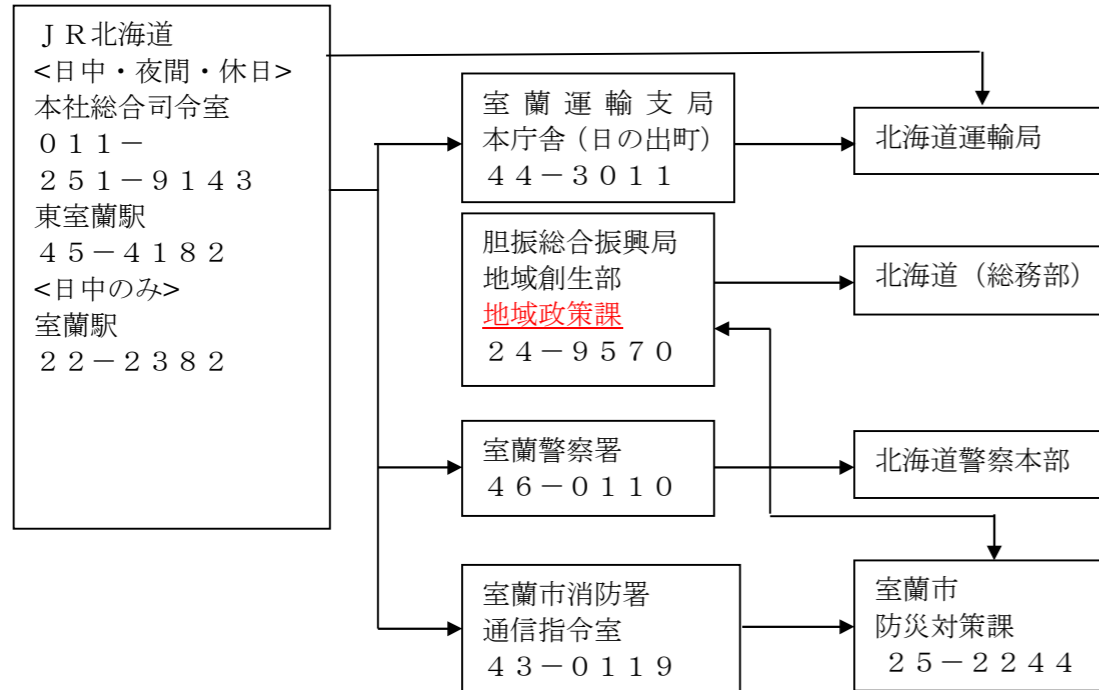 ＪＲ北海道
<日中・夜間・休日>
本社総合司令室
０１１－
２５１－９１４３
東室蘭駅
４５－４１８２
<日中のみ>
室蘭駅
２２－２３８２
室蘭運輸支局
本庁舎（日の出町）
４４－３０１１
北海道運輸局
胆振総合振興局
地域創生部
地域政策課
２４－９５７０
北海道（総務部）
室蘭警察署
４６－０１１０
北海道警察本部
室蘭市消防署
通信指令室
４３－０１１９
室蘭市
防災対策課
２５－２２４４